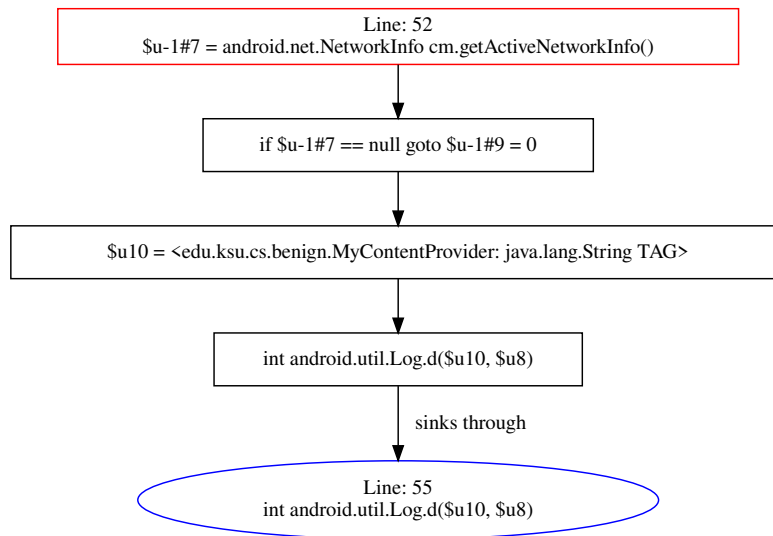 Line: 52
$u-1#7 = android.net.NetworkInfo cm.getActiveNetworkInfo()
if $u-1#7 == null goto $u-1#9 = 0
$u10 = <edu.ksu.cs.benign.MyContentProvider: java.lang.String TAG>
int android.util.Log.d($u10, $u8)
sinks through
Line: 55
int android.util.Log.d($u10, $u8)